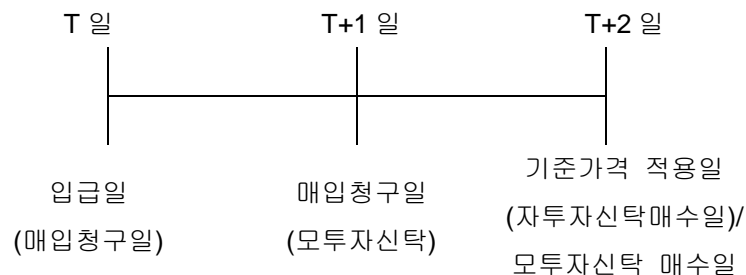 T 일
T+1 일
T+2 일
입급일
(매입청구일)
매입청구일
(모투자신탁)
기준가격 적용일
(자투자신탁매수일)/
모투자신탁 매수일